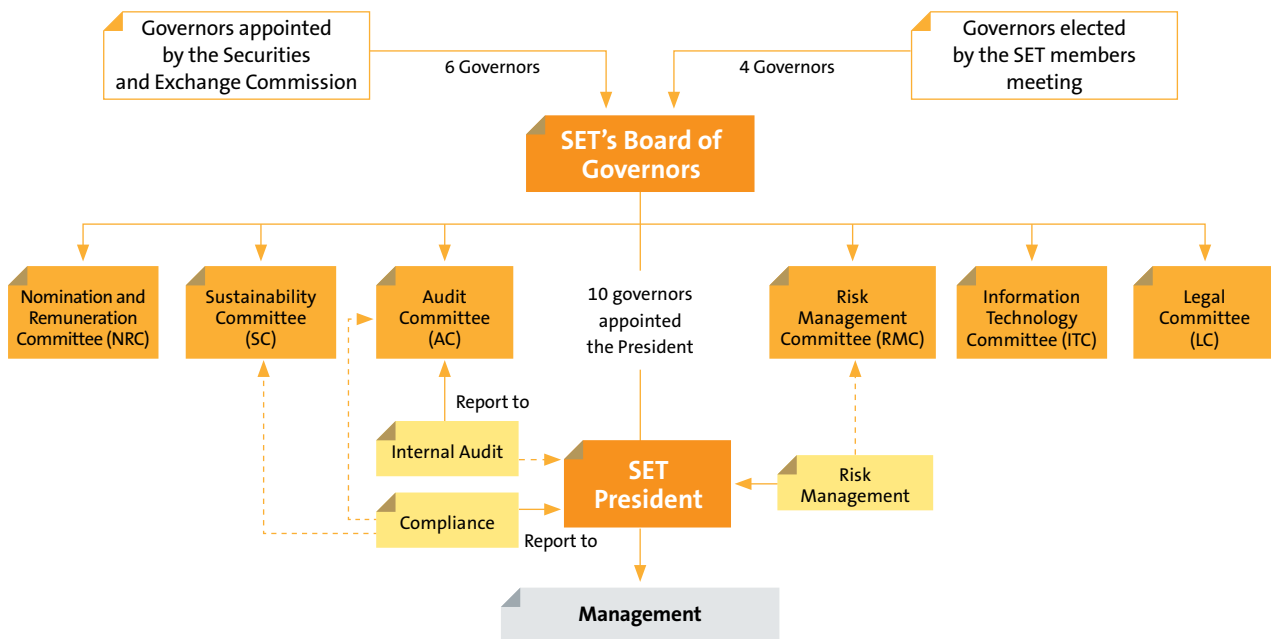 Governors appointed
by the Securities
and Exchange Commission
6 Governors
4 Governors
Governors elected
by the SET members
meeting
SET’s Board of
Governors
Nomination and
Remuneration
Committee (NRC)
Sustainability
Committee
(SC)
Audit
Committee
(AC)
10 governors
appointed
the President
Risk
Management
Committee (RMC)
Information
Technology
Committee (ITC)
Legal
Committee
(LC)
Report to
Internal Audit
SET
President
Risk
Management
Compliance
Report to
Management